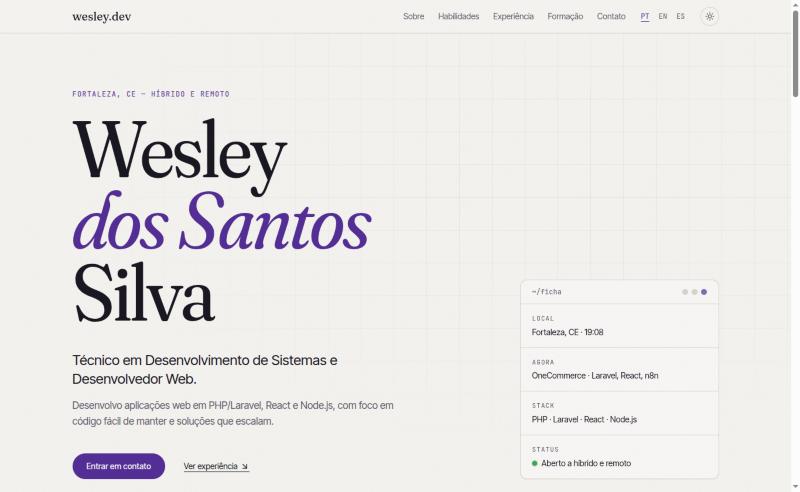 wesley.dev
Sobre Habilidades Experiência Formação Contato PT EN ES
FORTALEZA, CE — HÍBRIDO E REMOTO
Wesley
dos Santos
Silva
Técnico em Desenvolvimento de Sistemas e
Desenvolvedor Web.
Desenvolvo aplicações web em PHP/Laravel, React e Node.js, com foco em
código fácil de manter e soluções que escalam.
Entrar em contato Ver experiência ↘
~/ficha
LOCAL
Fortaleza, CE · 19:08
AGORA
OneCommerce · Laravel, React, n8n
STACK
PHP · Laravel · React · Node.js
STATUS
Aberto a híbrido e remoto